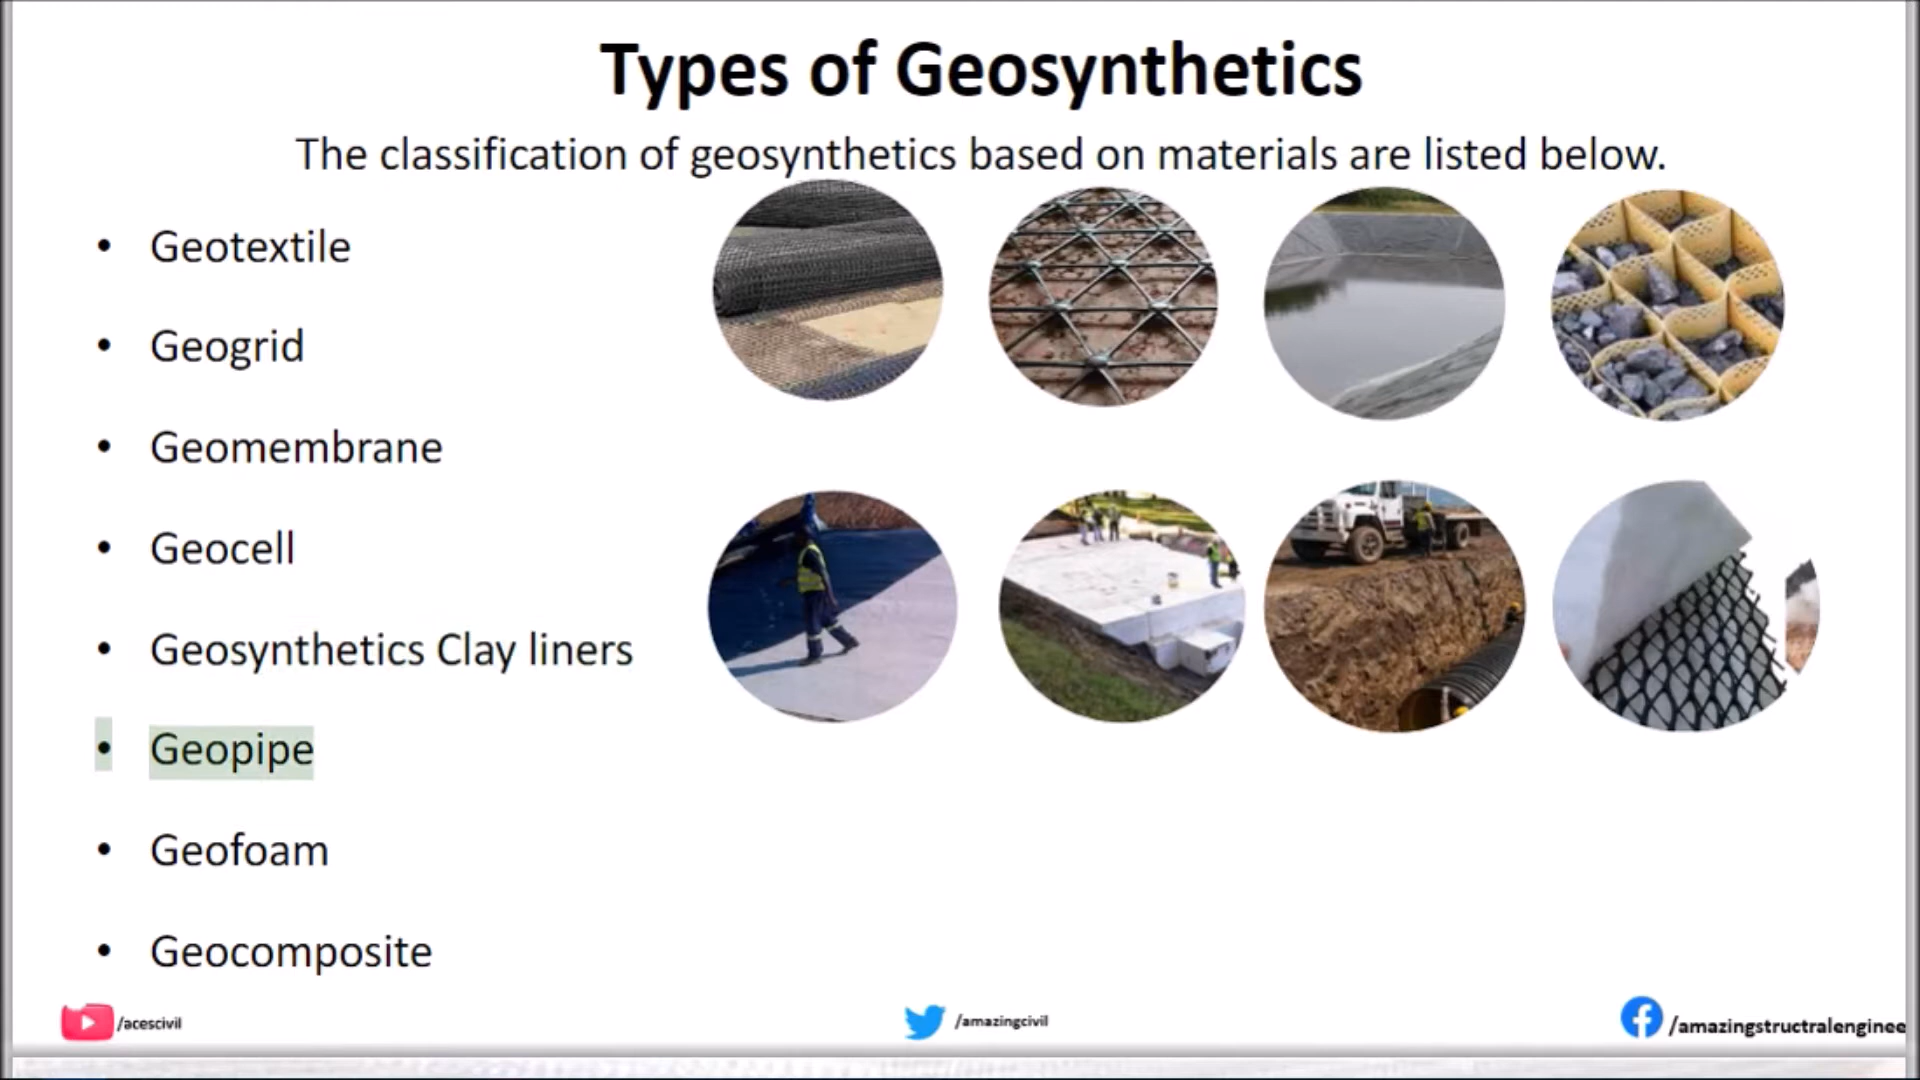 Types of Geosynthetics
The classification of geosynthetics based on materials are listed below.
• Geotextile
• Geogrid
• Geomembrane
• Geocell
• Geosynthetics Clay liners
• Geopipe
• Geofoam
• Geocomposite
/acescivil
/amazingcivil
/amazingstructralenginee